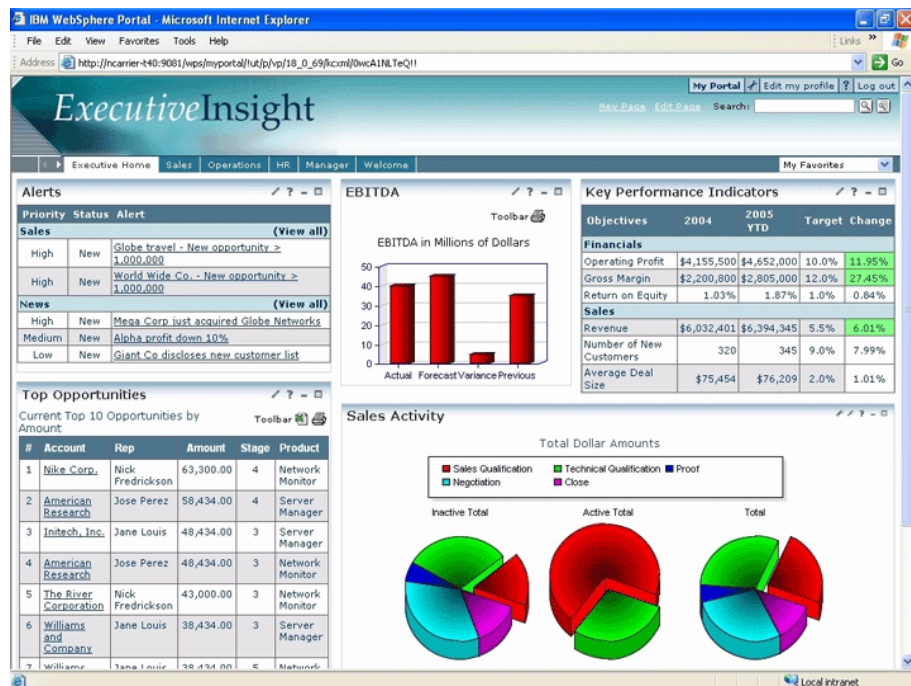 IBM WebSphere Portal - Microsoft Internet Explorer
File Edit View Favorites Tools Help
Links »
Address http://ncarrier-t40:9081/wps/myportal/!ut/p/vp/18_0_69/kcxml/0wcA1NLTeQ!! Go
My Portal Edit my profile ? Log out
ExecutiveInsight
New Page Edit Page Search:
Executive Home Sales Operations HR Manager Welcome
My Favorites
Alerts
Priority Status Alert
Sales (View all)
High New Globe travel - New opportunity >
1,000,000
High New World Wide Co. - New opportunity >
1,000,000
News (View all)
High New Mega Corp just acquired Globe Networks
Medium New Alpha profit down 10%
Low New Giant Co discloses new customer list
EBITDA
Toolbar
EBITDA in Millions of Dollars
50
40
30
20
10
0
Actual Forecast Variance Previous
Key Performance Indicators
Objectives 2004 2005 YTD Target Change
Financials
Operating Profit $4,155,500 $4,652,000 10.0% 11.95%
Gross Margin $2,200,800 $2,805,000 12.0% 27.45%
Return on Equity 1.03% 1.87% 1.0% 0.84%
Sales
Revenue $6,032,401 $6,394,345 5.5% 6.01%
Number of New
Customers 320 345 9.0% 7.99%
Average Deal
Size $75,454 $76,209 2.0% 1.01%
Top Opportunities
Current Top 10 Opportunities by
Amount
Toolbar
# Account Rep Amount Stage Product
1 Nike Corp. Nick Fredrickson 63,300.00 4 Network Monitor
2 American Research Jose Perez 58,434.00 4 Server Manager
3 Initech, Inc. Jane Louis 48,434.00 3 Server Manager
4 American Research Jose Perez 48,434.00 3 Network Monitor
5 The River Corporation Nick Fredrickson 43,000.00 3 Network Monitor
6 Williams and Company Jane Louis 38,434.00 3 Server Manager
7 Williams Jane Louis 38,434.00 5 Network
Sales Activity
Total Dollar Amounts
Sales Qualification Technical Qualification Proof
Negotiation Close
Inactive Total Active Total Total
Local intranet